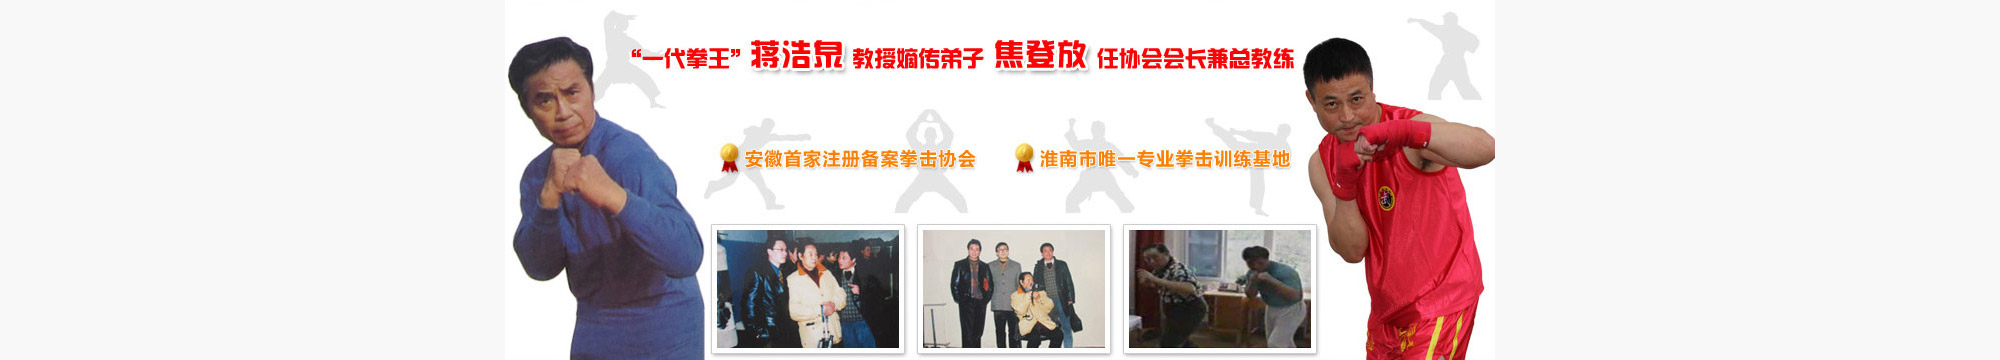 “一代拳王” 蒋浩泉 教授嫡传弟子 焦登放 任协会会长兼总教练
安徽首家注册备案拳击协会
淮南市唯一专业拳击训练基地
武